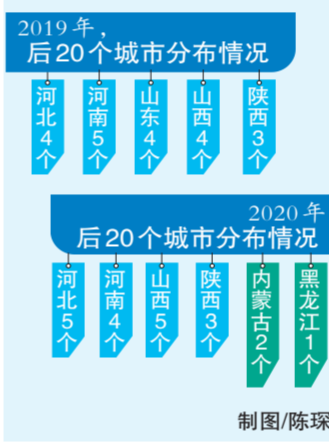 2019年，
后20个城市分布情况
河北4个
河南5个
山东4个
山西4个
陕西3个
2020年
后20个城市分布情况
河北5个
河南4个
山西5个
陕西3个
内蒙古2个
黑龙江1个
制图/陈琛